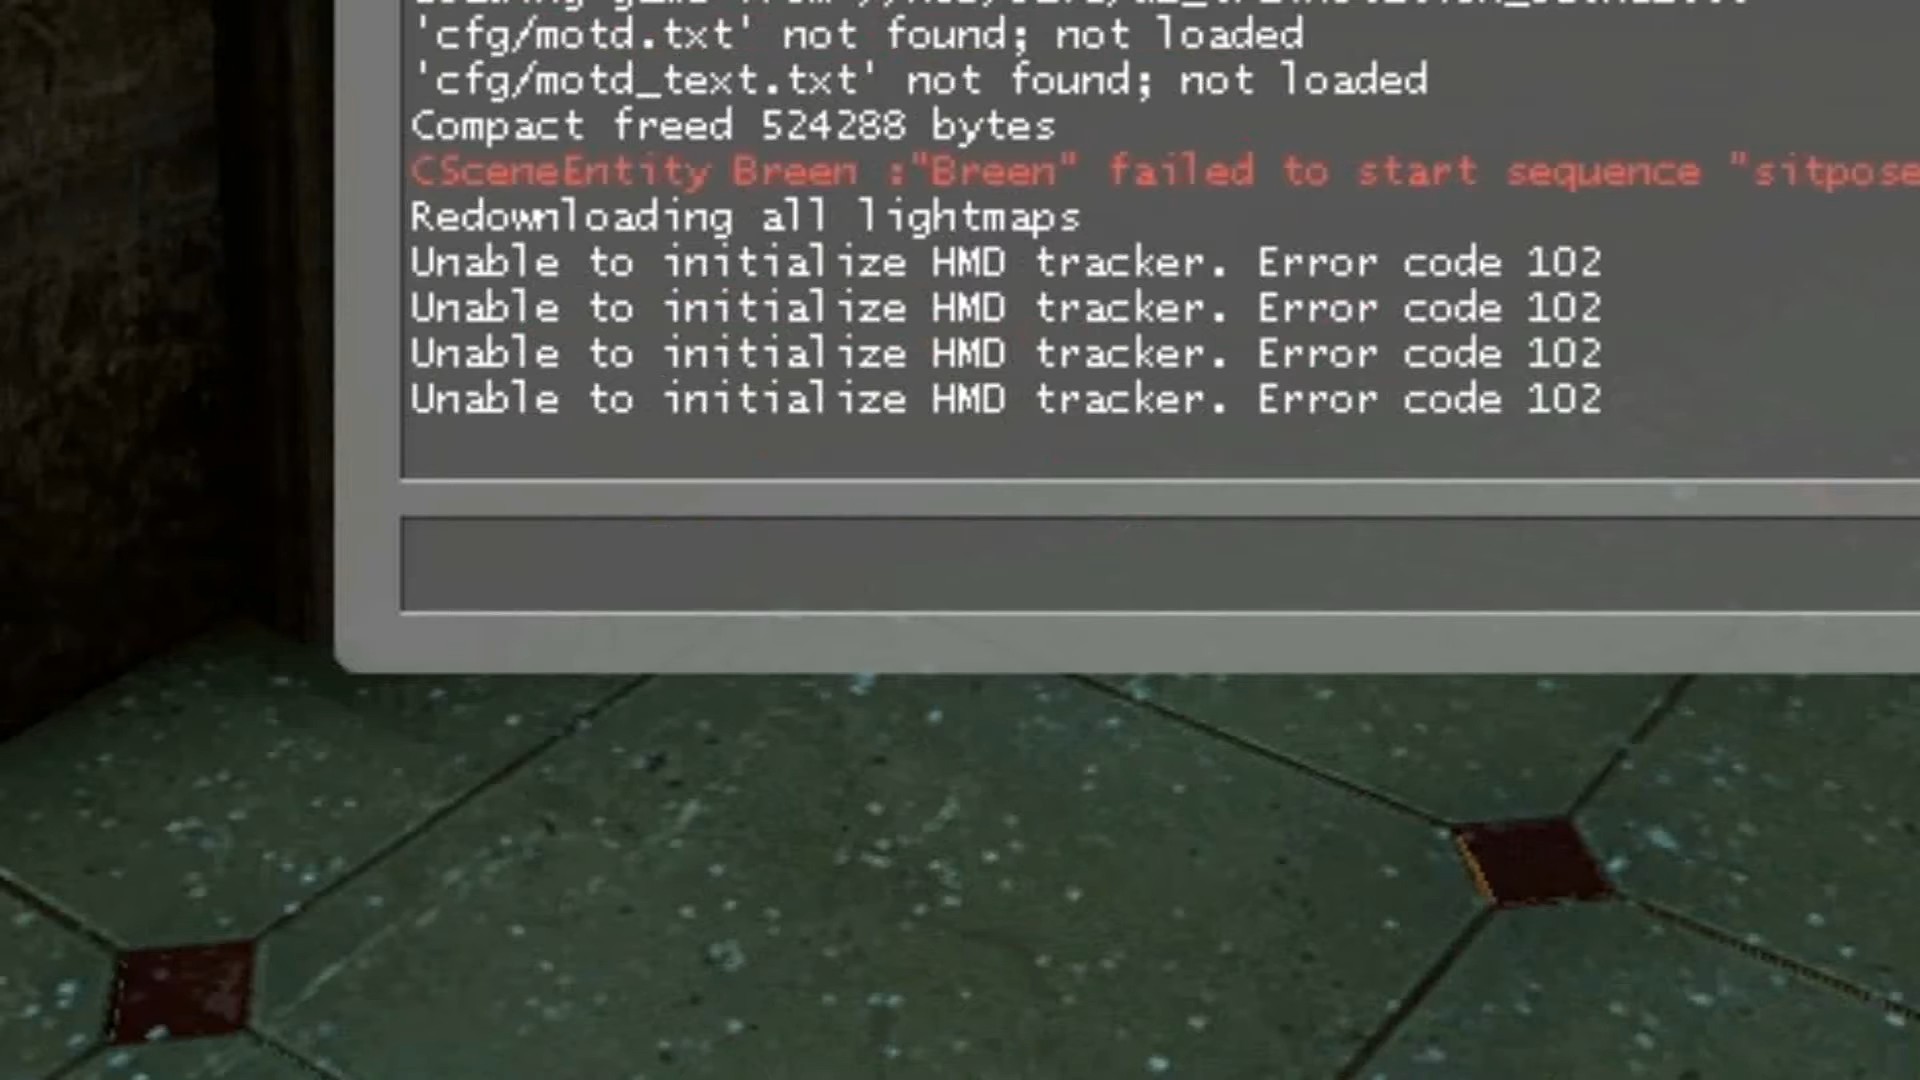 'cfg/motd.txt' not found; not loaded
'cfg/motd_text.txt' not found; not loaded
Compact freed 524288 bytes
CSceneEntity Breen :"Breen" failed to start sequence "sitpose
Redownloading all lightmaps
Unable to initialize HMD tracker. Error code 102
Unable to initialize HMD tracker. Error code 102
Unable to initialize HMD tracker. Error code 102
Unable to initialize HMD tracker. Error code 102